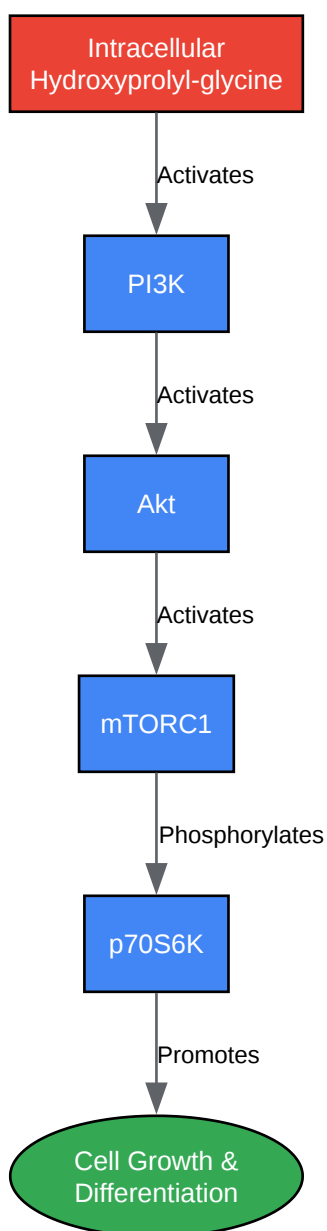 Intracellular
Hydroxyprolyl-glycine
Activates
PI3K
Activates
Akt
Activates
mTORC1
Phosphorylates
p70S6K
Promotes
Cell Growth &
Differentiation